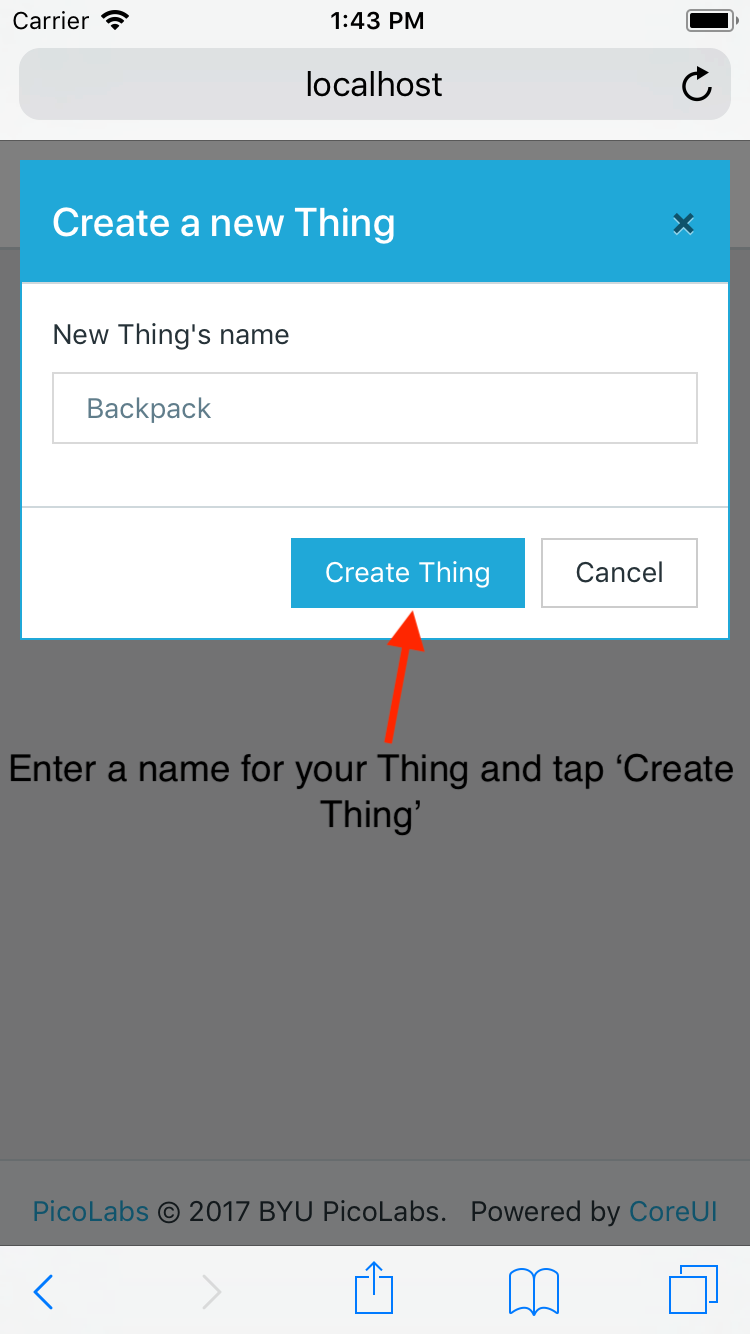 Carrier 1:43 PM
localhost
Create a new Thing ×
New Thing's name
Backpack
Create Thing Cancel
Enter a name for your Thing and tap ‘Create
Thing’
PicoLabs © 2017 BYU PicoLabs. Powered by CoreUI